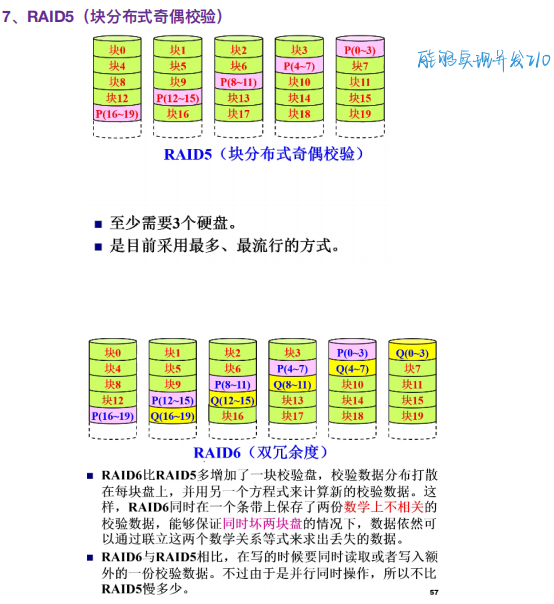 7、RAID5（块分布式奇偶校验）
块0 块1 块2 块3 P(0~3)
块4 块5 块6 P(4~7) 块7
块8 块9 P(8~11) 块10 块11
块12 P(12~15) 块13 块14 块15
P(16~19) 块16 块17 块18 块19
能够实现并发I/O
RAID5（块分布式奇偶校验）
■ 至少需要3个硬盘。
■ 是目前采用最多、最流行的方式。
块0 块1 块2 块3 P(0~3) Q(0~3)
块4 块5 块6 P(4~7) Q(4~7) 块7
块8 块9 P(8~11) Q(8~11) 块10 块11
块12 P(12~15) Q(12~15) 块13 块14 块15
P(16~19) Q(16~19) 块16 块17 块18 块19
RAID6（双冗余度）
■ RAID6比RAID5多增加了一块校验盘，校验数据分布打散
在每块盘上，并用另一个方程式来计算新的校验数据。这
样，RAID6同时在一个条带上保存了两份数学上不相关的
校验数据，能够保证同时坏两块盘的情况下，数据依然可
以通过联立这两个数学关系等式来求出丢失的数据。
■ RAID6与RAID5相比，在写的时候要同时读取或者写入额
外的一份校验数据。不过由于是并行同时操作，所以不比
RAID5慢多少。
57